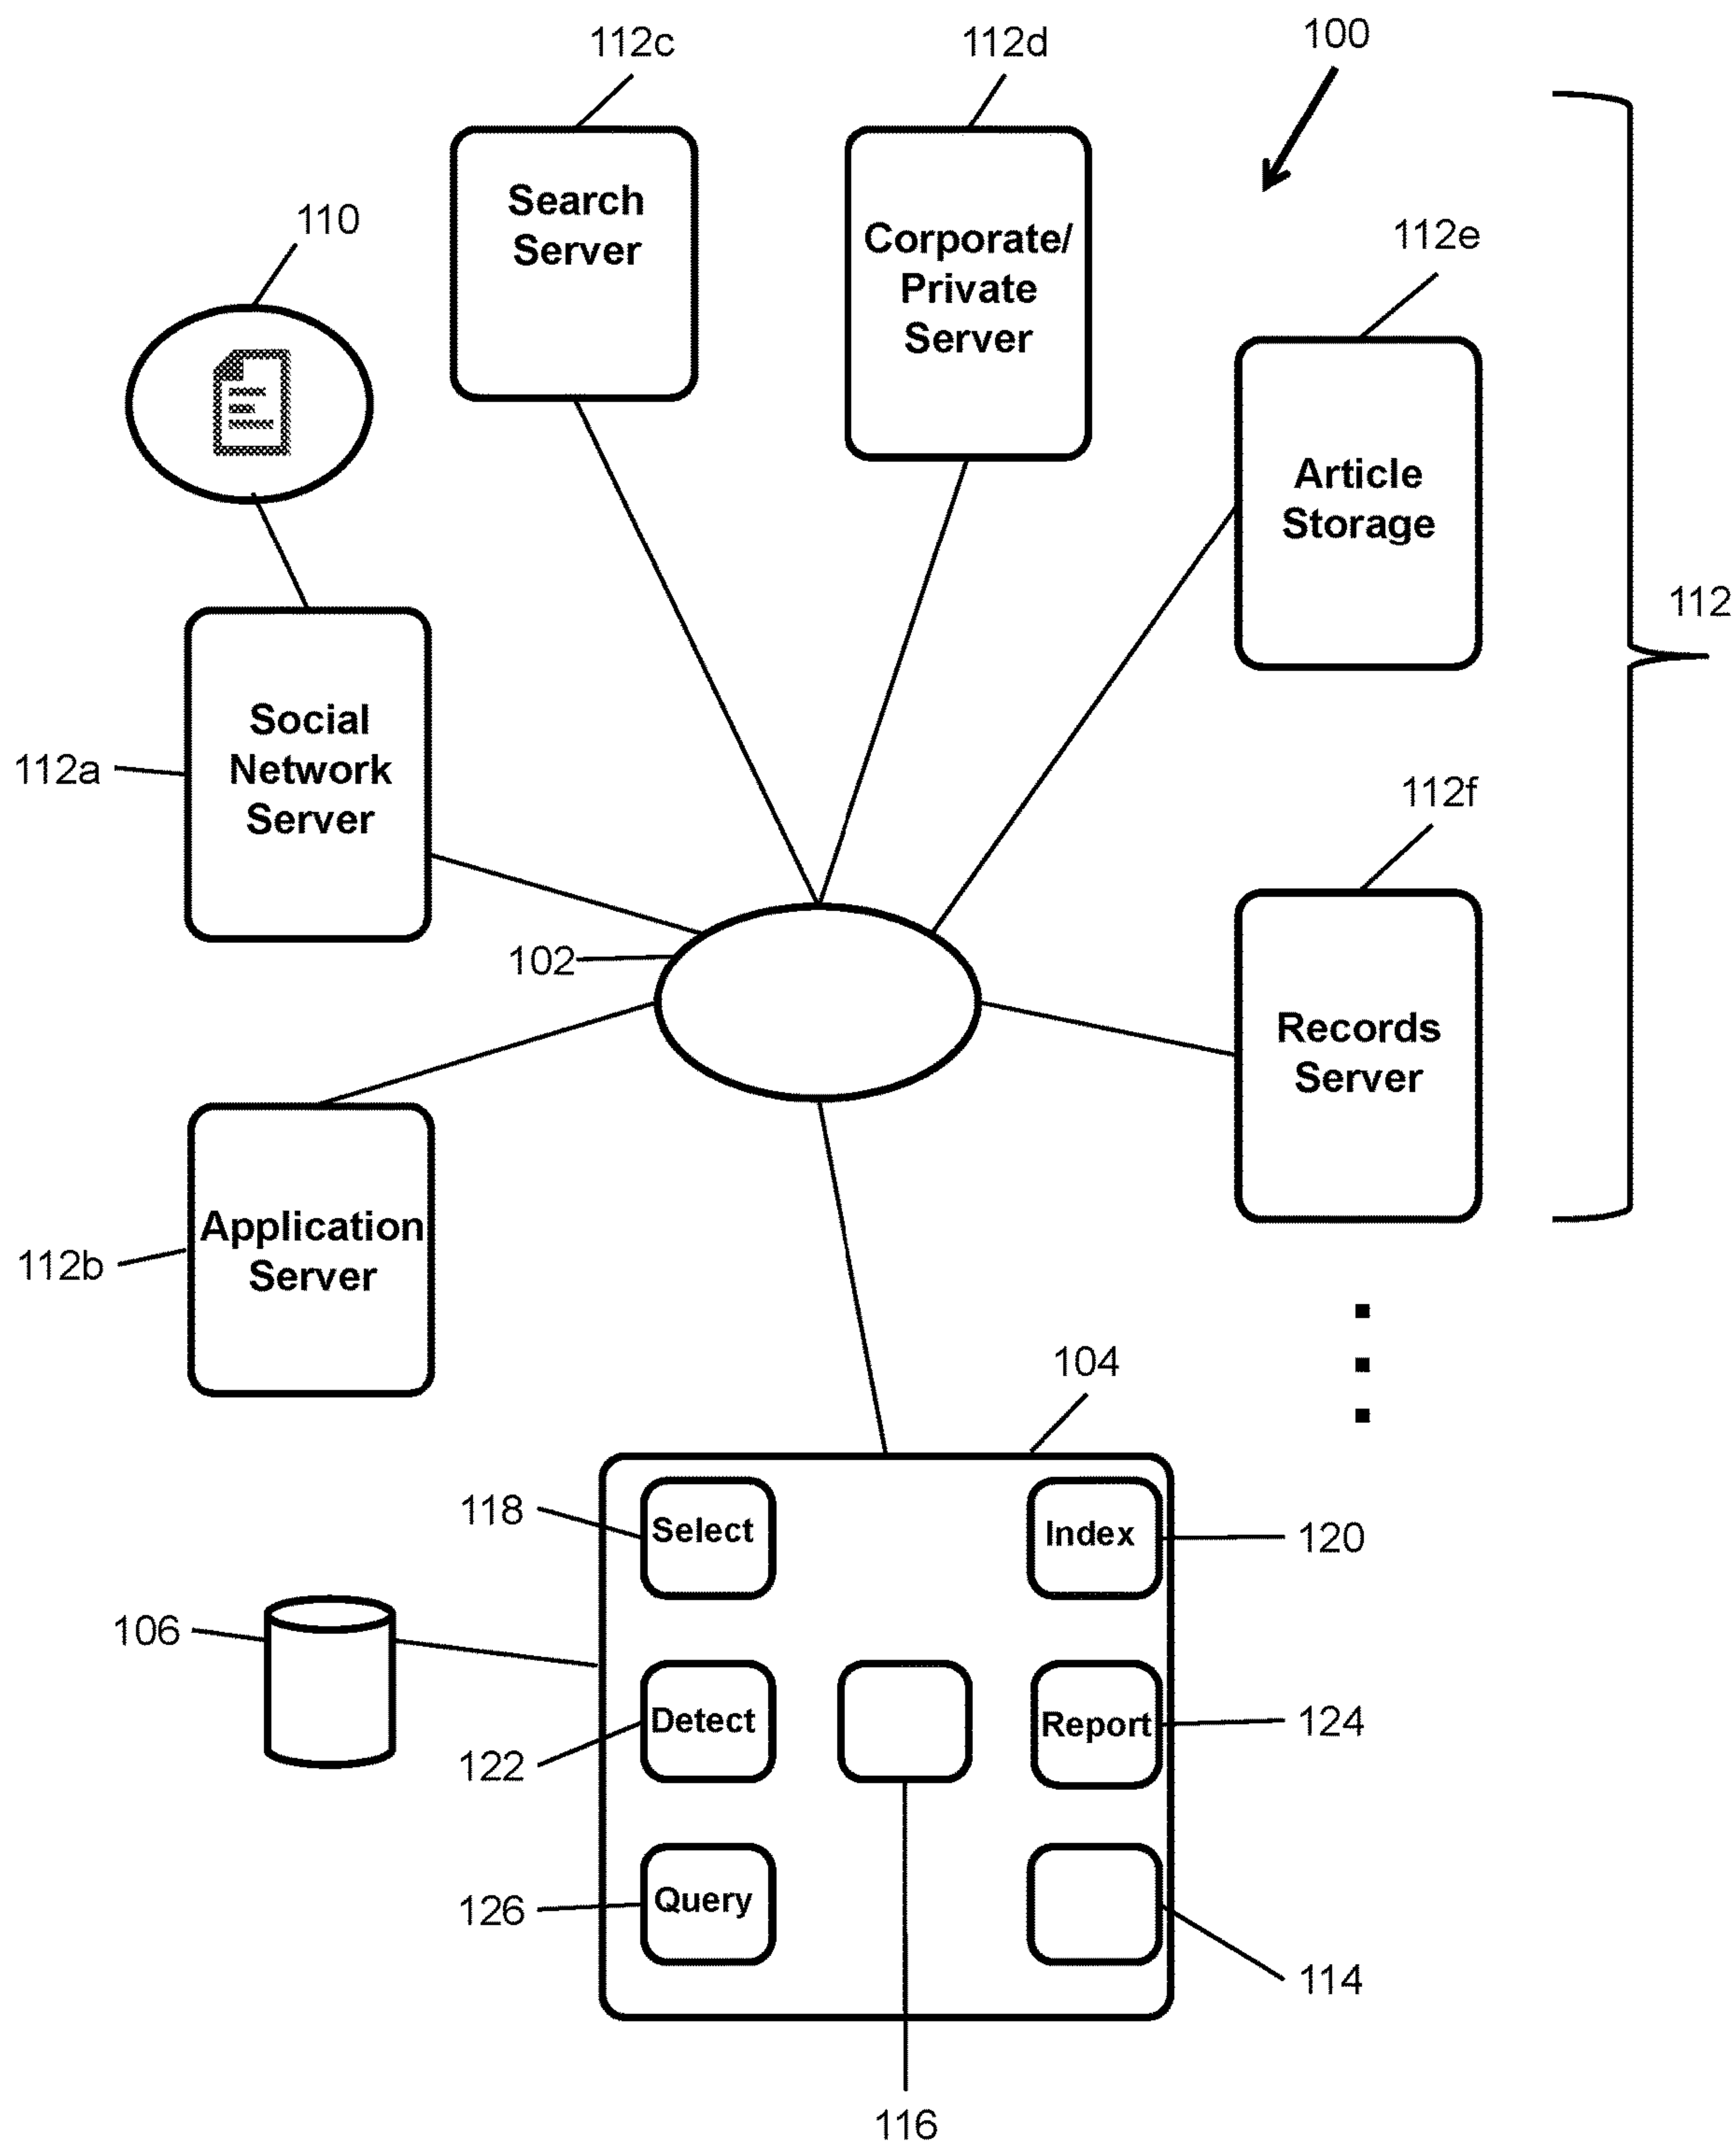 112c
112d
100
110
Search
Server
Corporate/
Private
Server
112e
Article
Storage
112
Social
Network
Server
112a
112f
102
Records
Server
Application
Server
112b
104
118
Select
Index
120
106
Detect
Report
124
122
126
Query
114
116